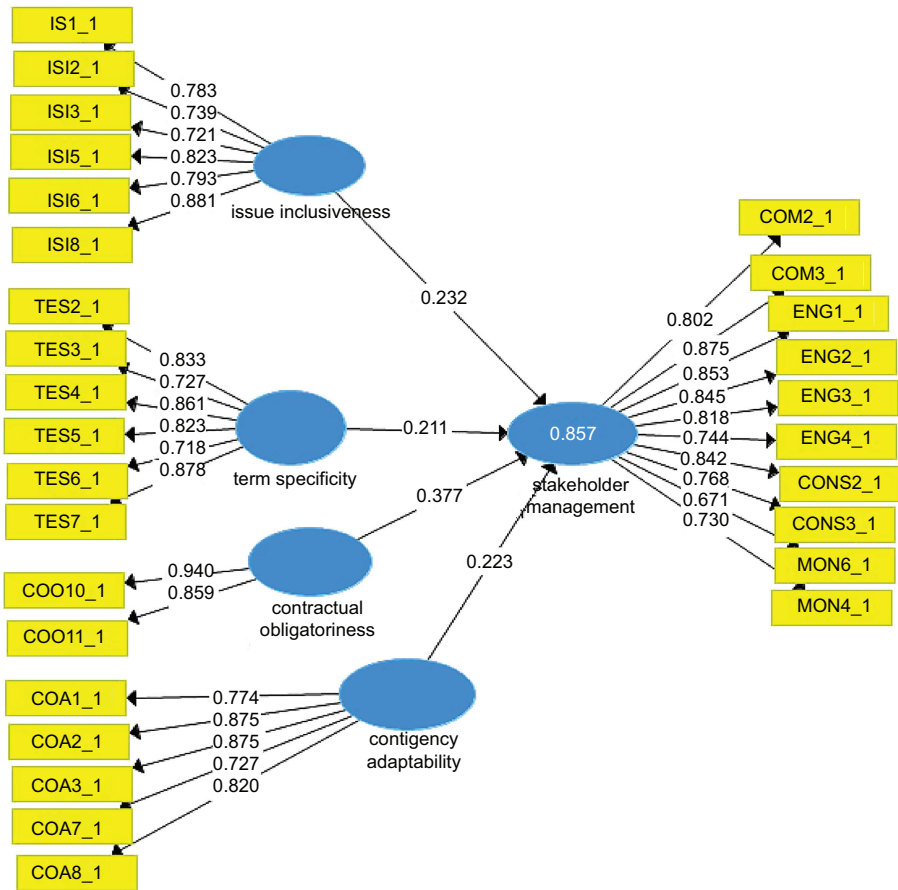 IS1_1
ISI2_1
ISI3_1
ISI5_1
ISI6_1
ISI8_1
0.783
0.739
0.721
0.823
0.793
0.881
issue inclusiveness
0.232
TES2_1
TES3_1
TES4_1
TES5_1
TES6_1
TES7_1
0.833
0.727
0.861
0.823
0.718
0.878
term specificity
0.211
COO10_1
COO11_1
0.940
0.859
contractual
obligatoriness
0.377
COA1_1
COA2_1
COA3_1
COA7_1
COA8_1
0.774
0.875
0.875
0.727
0.820
contigency
adaptability
0.223
0.857
stakeholder
management
0.802
0.875
0.853
0.845
0.818
0.744
0.842
0.768
0.671
0.730
COM2_1
COM3_1
ENG1_1
ENG2_1
ENG3_1
ENG4_1
CONS2_1
CONS3_1
MON6_1
MON4_1